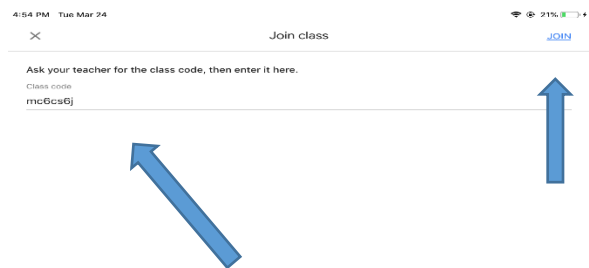 4:54 PM Tue Mar 24 21%
Join class JOIN
Ask your teacher for the class code, then enter it here.
Class code
mc6cs6j